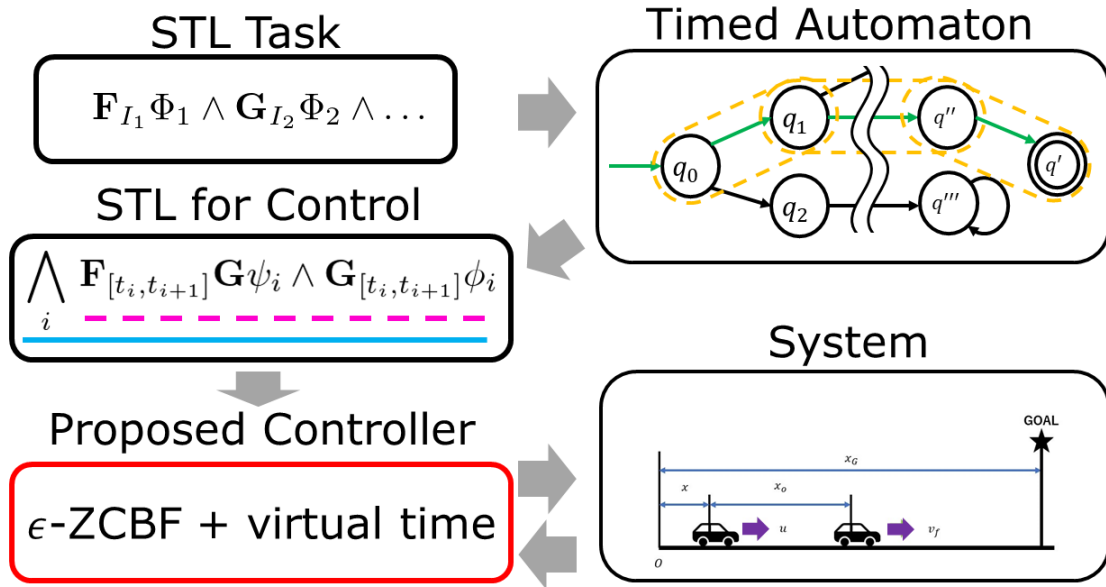 STL Task
F_{I_1}Φ_1 ∧ G_{I_2}Φ_2 ∧ ...
Timed Automaton
q_0
q_1
q_2
q''
q'''
q'
STL for Control
⋀_i F_{[t_i,t_{i+1}]}Gψ_i ∧ G_{[t_i,t_{i+1}]}ϕ_i
Proposed Controller
ϵ-ZCBF + virtual time
System
GOAL
x_G
x
x_o
u
v_f
O